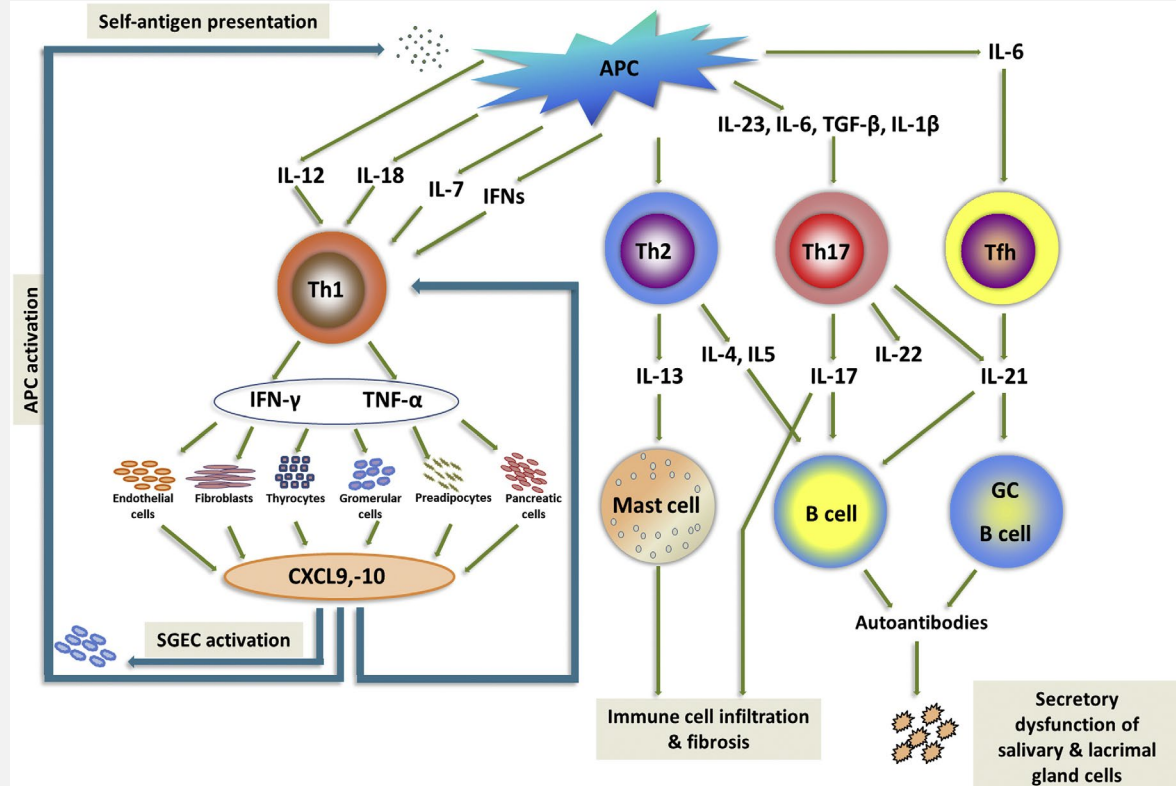 Self-antigen presentation
APC
IL-6
IL-23, IL-6, TGF-β, IL-1β
IL-12
IL-18
IL-7
IFNs
Th1
Th2
Th17
Tfh
APC activation
IL-4, IL5
IL-22
IL-13
IL-17
IL-21
IFN-γ
TNF-α
Endothelial
cells
Fibroblasts
Thyrocytes
Gromerular
cells
Preadipocytes
Pancreatic
cells
Mast cell
B cell
GC
B cell
CXCL9,-10
SGEC activation
Autoantibodies
Immune cell infiltration
& fibrosis
Secretory
dysfunction of
salivary & lacrimal
gland cells